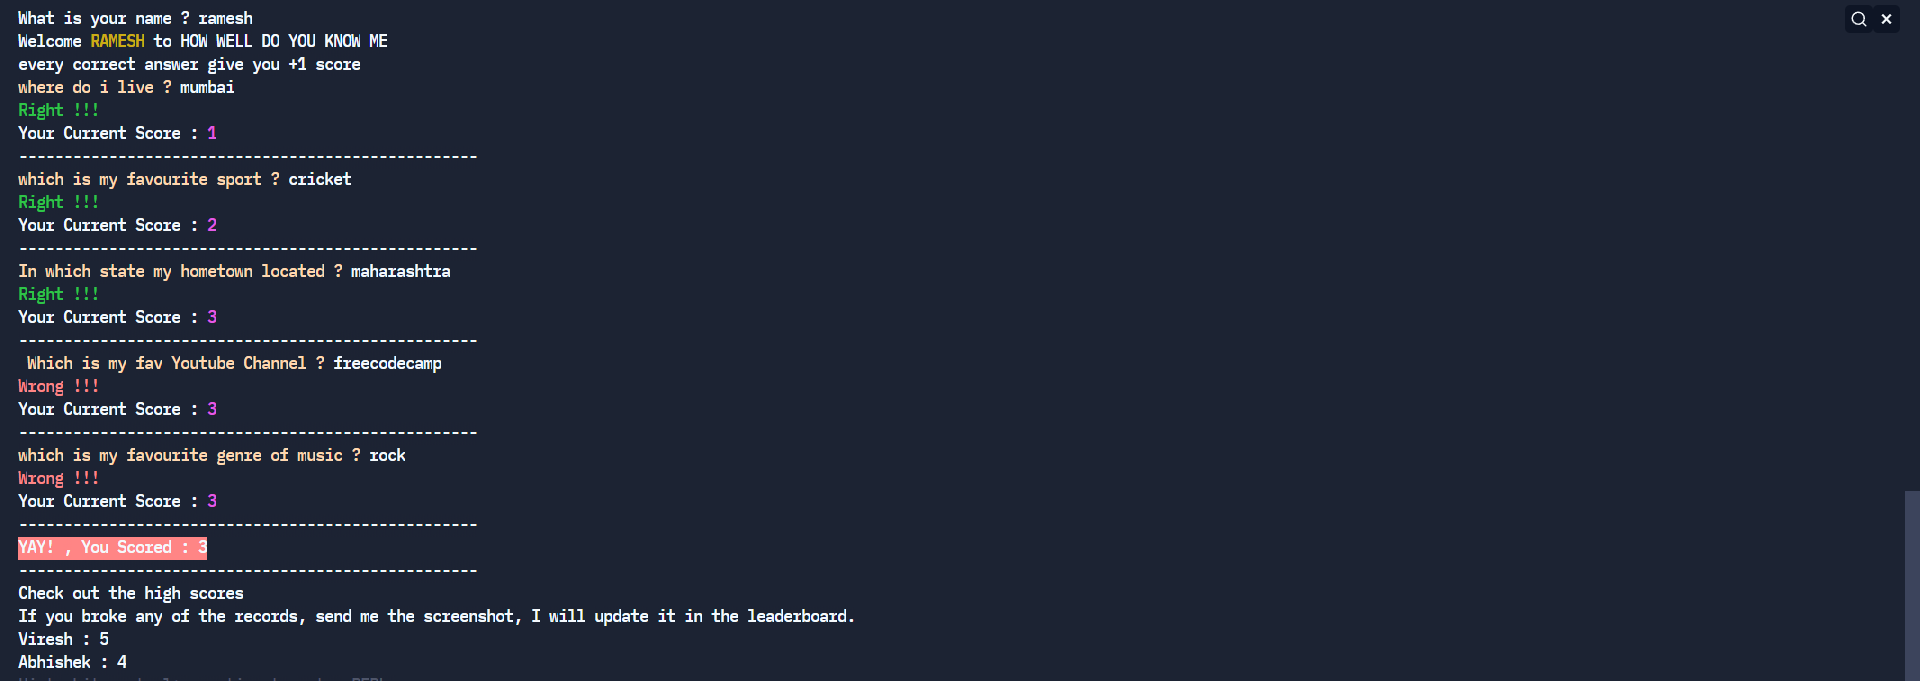 What is your name ? ramesh
Welcome RAMESH to HOW WELL DO YOU KNOW ME
every correct answer give you +1 score
where do i live ? mumbai
Right !!!
Your Current Score : 1
---------------------------------------------------
which is my favourite sport ? cricket
Right !!!
Your Current Score : 2
---------------------------------------------------
In which state my hometown located ? maharashtra
Right !!!
Your Current Score : 3
---------------------------------------------------
Which is my fav Youtube Channel ? freecodecamp
Wrong !!!
Your Current Score : 3
---------------------------------------------------
which is my favourite genre of music ? rock
Wrong !!!
Your Current Score : 3
---------------------------------------------------
YAY! , You Scored : 3
---------------------------------------------------
Check out the high scores
If you broke any of the records, send me the screenshot, I will update it in the leaderboard.
Viresh : 5
Abhishek : 4